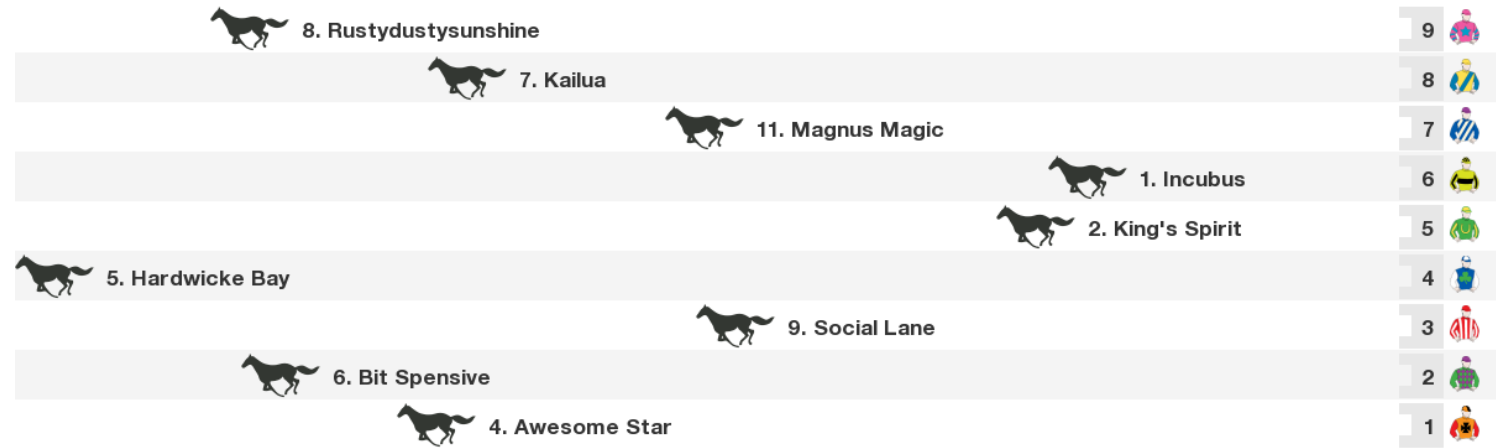 8. Rustydustysunshine 9
7. Kailua 8
11. Magnus Magic 7
1. Incubus 6
2. King's Spirit 5
5. Hardwicke Bay 4
9. Social Lane 3
6. Bit Spensive 2
4. Awesome Star 1